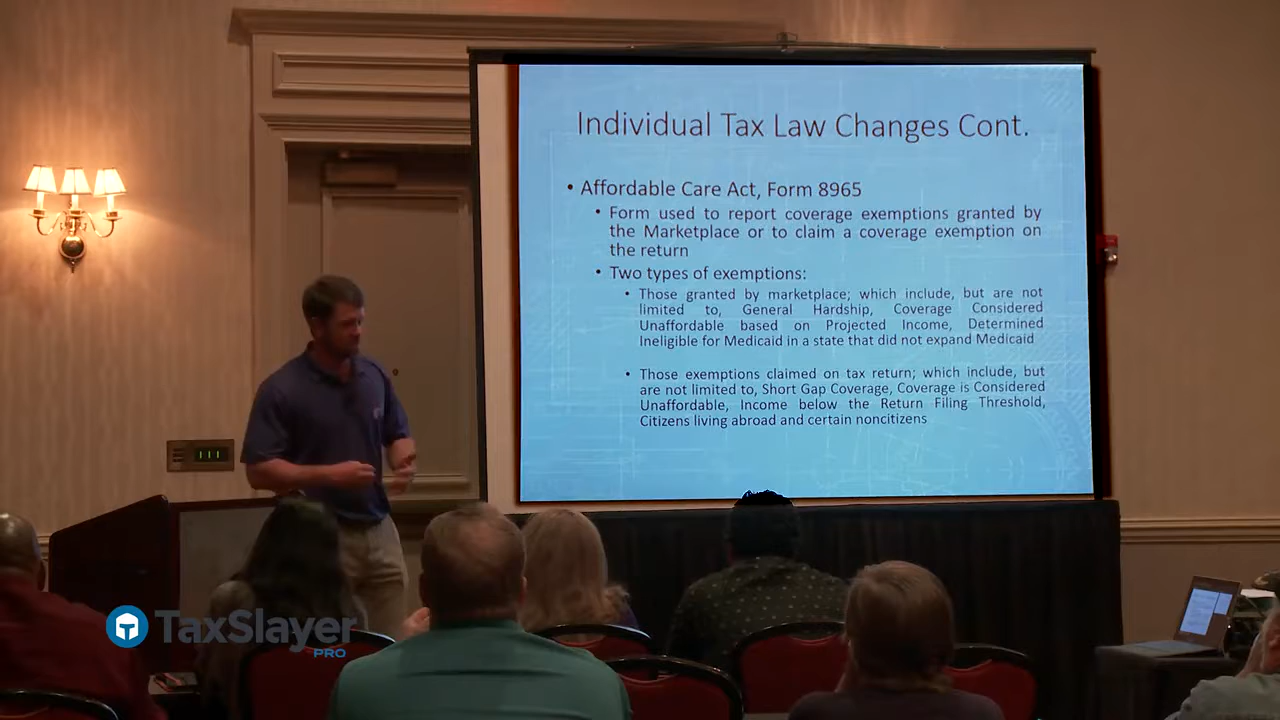 Individual Tax Law Changes Cont.
• Affordable Care Act, Form 8965
• Form used to report coverage exemptions granted by
the Marketplace or to claim a coverage exemption on
the return
• Two types of exemptions:
• Those granted by marketplace; which include, but are not
limited to, General Hardship, Coverage Considered
Unaffordable based on Projected Income, Determined
Ineligible for Medicaid in a state that did not expand Medicaid
• Those exemptions claimed on tax return; which include, but
are not limited to, Short Gap Coverage, Coverage is Considered
Unaffordable, Income below the Return Filing Threshold,
Citizens living abroad and certain noncitizens
TaxSlayer
PRO